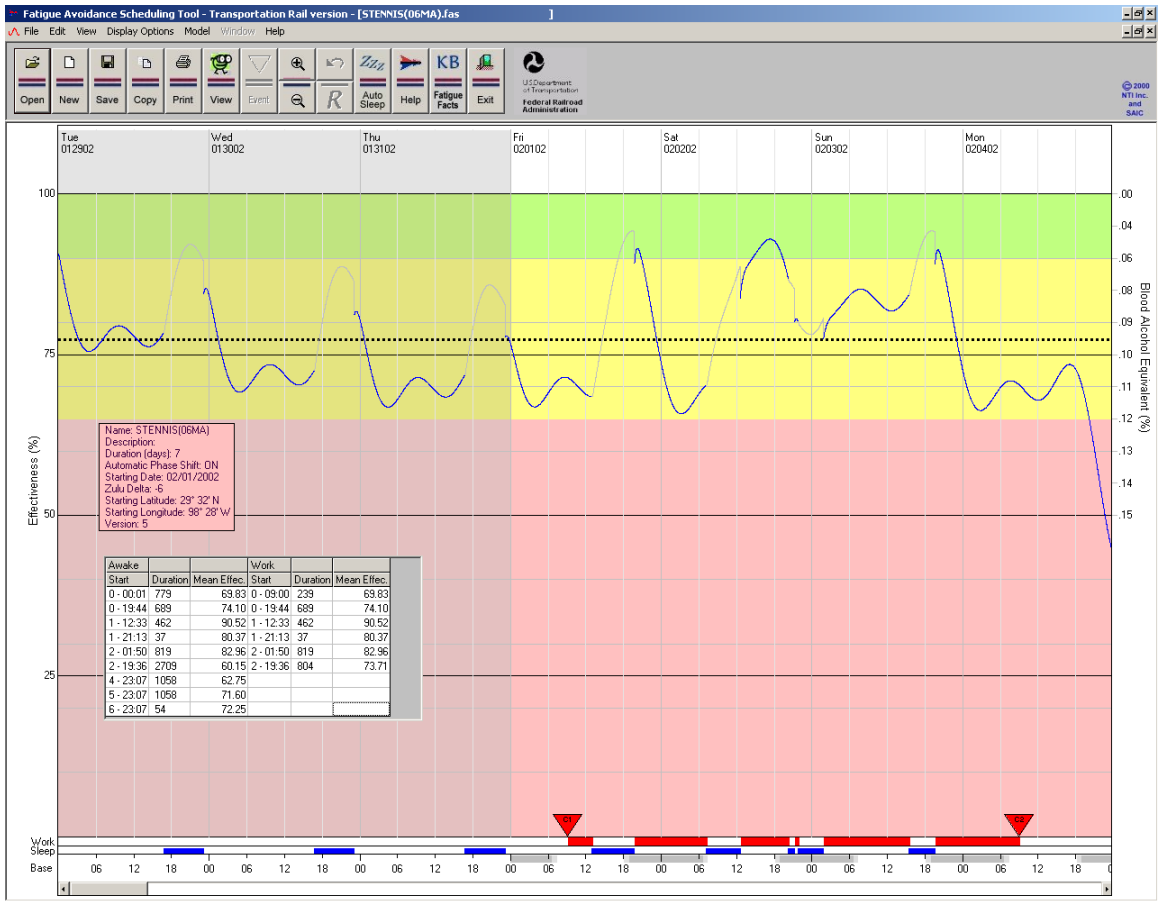 Fatigue Avoidance Scheduling Tool - Transportation Rail version - [STENNIS(06MA).fas ]
File Edit View Display Options Model Window Help
Open New Save Copy Print View Event R Zzz Auto Sleep Help KB Fatigue Facts Exit
U.S.Department
of Transportation
Federal Railroad
Administration
© 2000
NTI Inc.
and
SAIC
Tue Wed Thu Fri Sat Sun Mon
012902 013002 013102 020102 020202 020302 020402
100 .00
.04
.06
.08
.09
75 .10
.11
.12
.13
.14
50 .15
25
Effectiveness (%)
Blood Alcohol Equivalent (%)
Name: STENNIS(06MA)
Description:
Duration (days): 7
Automatic Phase Shift: ON
Starting Date: 02/01/2002
Zulu Delta: -6
Starting Latitude: 29° 32' N
Starting Longitude: 98° 28' W
Version: 5
Awake Work
Start Duration Mean Effec. Start Duration Mean Effec.
0 - 00:01 779 69.83 0 - 09:00 239 69.83
0 - 19:44 689 74.10 0 - 19:44 689 74.10
1 - 12:33 462 90.52 1 - 12:33 462 90.52
1 - 21:13 37 80.37 1 - 21:13 37 80.37
2 - 01:50 819 82.96 2 - 01:50 819 82.96
2 - 19:36 2709 60.15 2 - 19:36 804 73.71
4 - 23:07 1058 62.75
5 - 23:07 1058 71.60
6 - 23:07 54 72.25
Work
Sleep
Base 06 12 18 00 06 12 18 00 06 12 18 00 06 12 18 00 06 12 18 00 06 12 18 00 06 12 18 0